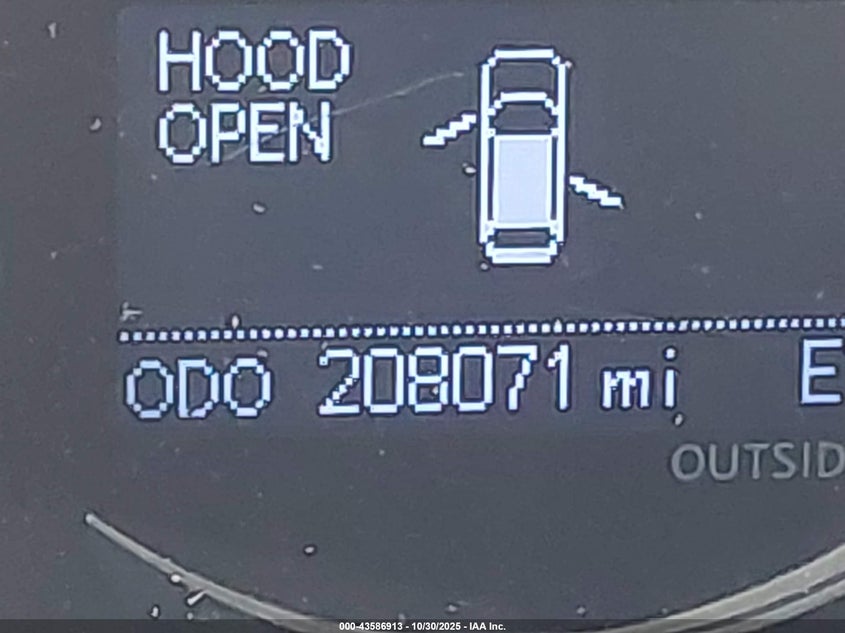 HOOD
OPEN
ODO 208071 mi E
OUTSID
000-43586913 - 10/30/2025 - IAA Inc.